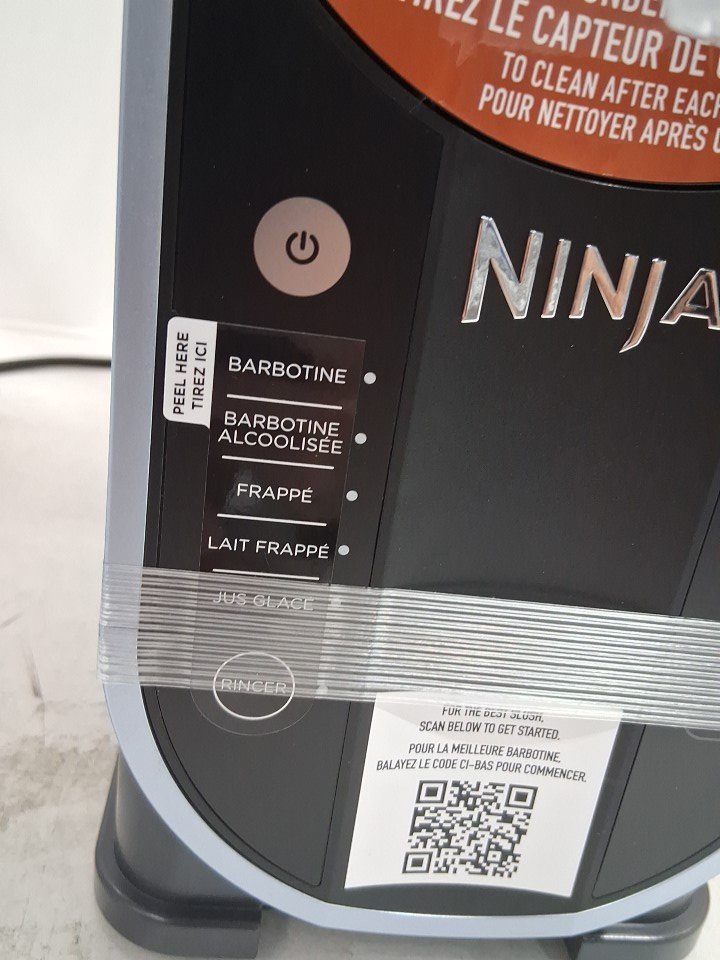 TIREZ LE CAPTEUR DE
TO CLEAN AFTER EACH
POUR NETTOYER APRÈS
NINJA
PEEL HERE
TIREZ ICI
BARBOTINE
BARBOTINE
ALCOOLISÉE
FRAPPÉ
LAIT FRAPPÉ
JUS GLACÉ
RINCER
FOR THE BEST SLUSH,
SCAN BELOW TO GET STARTED.
POUR LA MEILLEURE BARBOTINE,
BALAYEZ LE CODE CI-BAS POUR COMMENCER.